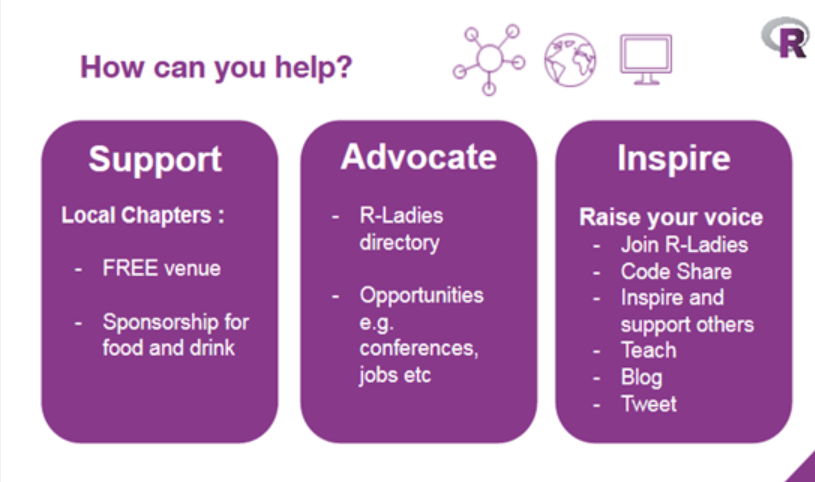 How can you help?
R
Support
Local Chapters :
- FREE venue
- Sponsorship for
food and drink
Advocate
- R-Ladies
directory
- Opportunities
e.g.
conferences,
jobs etc
Inspire
Raise your voice
- Join R-Ladies
- Code Share
- Inspire and
support others
- Teach
- Blog
- Tweet